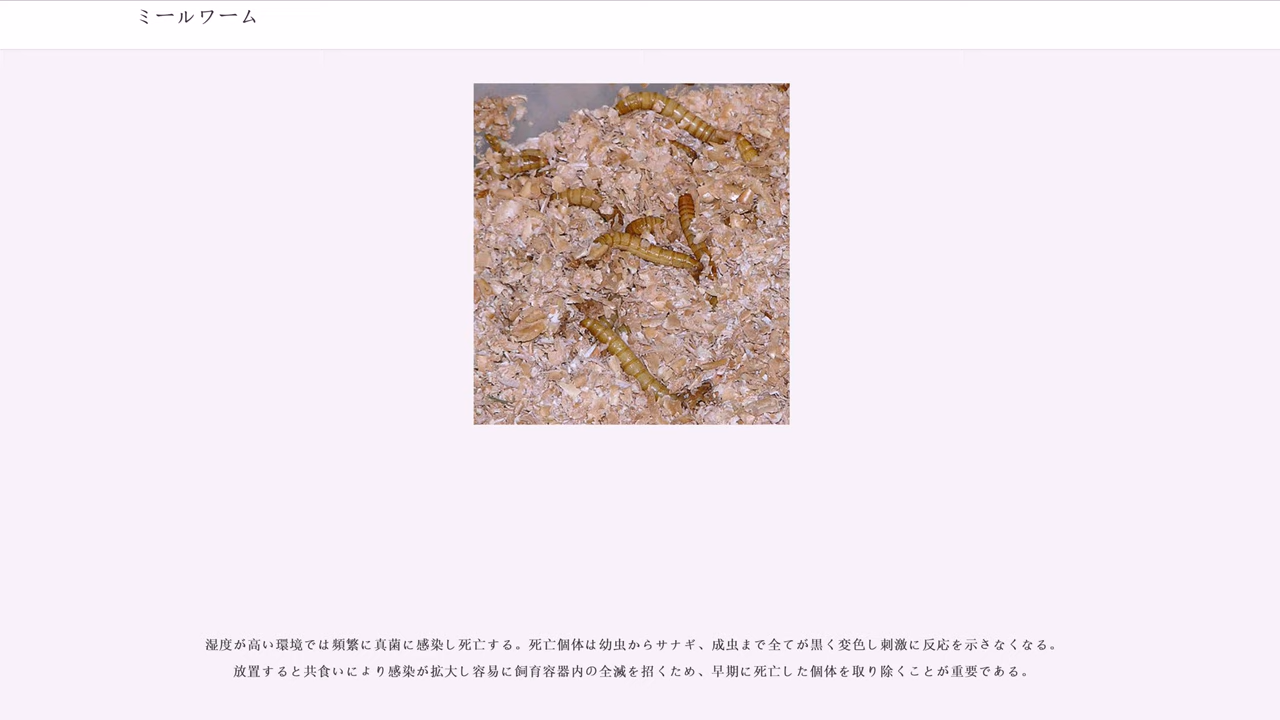 ミールワーム
湿度が高い環境では頻繁に真菌に感染し死亡する。死亡個体は幼虫からサナギ、成虫まで全てが黒く変色し刺激に反応を示さなくなる。
放置すると共食いにより感染が拡大し容易に飼育容器内の全滅を招くため、早期に死亡した個体を取り除くことが重要である。